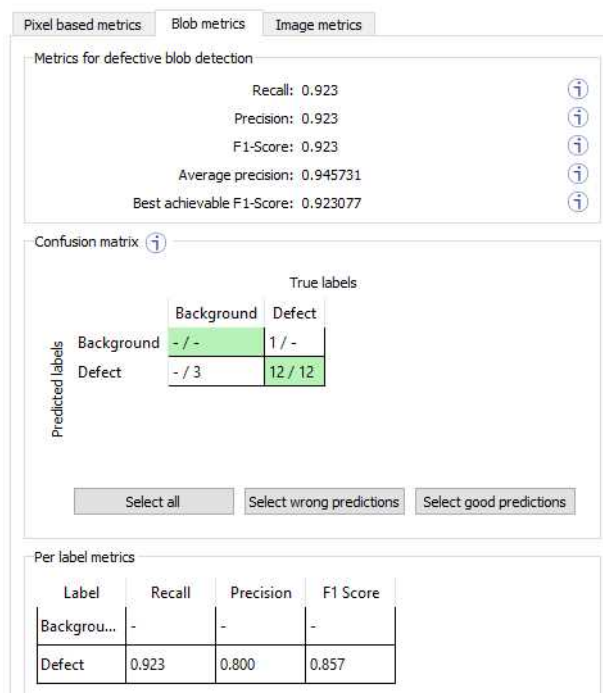 Pixel based metrics Blob metrics Image metrics
Metrics for defective blob detection
Recall: 0.923
Precision: 0.923
F1-Score: 0.923
Average precision: 0.945731
Best achievable F1-Score: 0.923077
Confusion matrix
True labels
Background Defect
Predicted labels
Background - / - 1 / -
Defect - / 3 12 / 12
Select all Select wrong predictions Select good predictions
Per label metrics
Label Recall Precision F1 Score
Backgrou... - - -
Defect 0.923 0.800 0.857